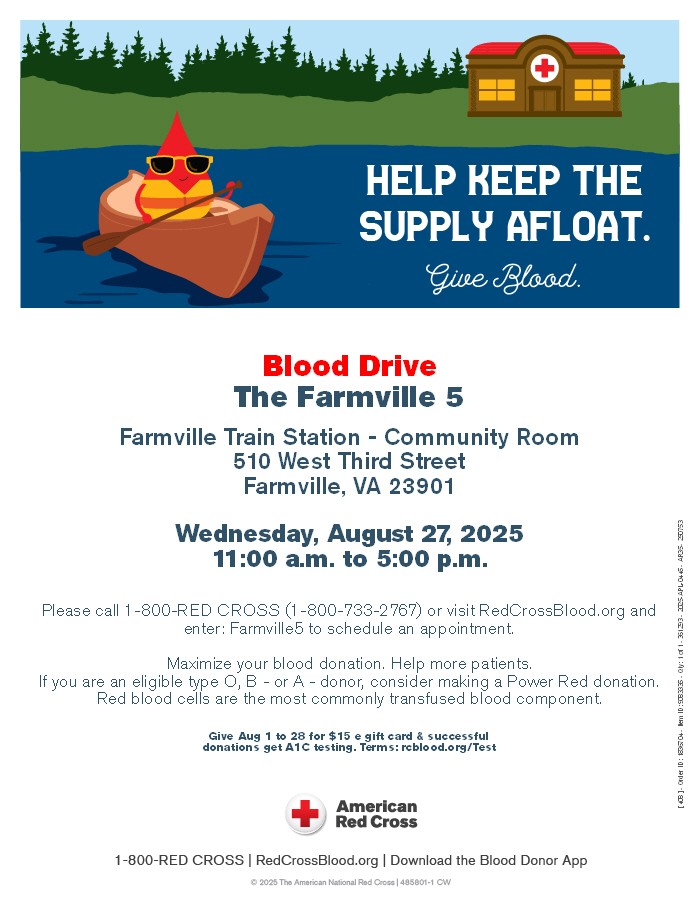 HELP KEEP THE
SUPPLY AFLOAT.
Give Blood.
Blood Drive
The Farmville 5
Farmville Train Station - Community Room
510 West Third Street
Farmville, VA 23901
Wednesday, August 27, 2025
11:00 a.m. to 5:00 p.m.
Please call 1-800-RED CROSS (1-800-733-2767) or visit RedCrossBlood.org and
enter: Farmville5 to schedule an appointment.
Maximize your blood donation. Help more patients.
If you are an eligible type O, B - or A - donor, consider making a Power Red donation.
Red blood cells are the most commonly transfused blood component.
Give Aug 1 to 28 for $15 e gift card & successful
donations get A1C testing. Terms: rcblood.org/Test
American
Red Cross
1-800-RED CROSS | RedCrossBlood.org | Download the Blood Donor App
© 2025 The American National Red Cross | 485801-1 CW